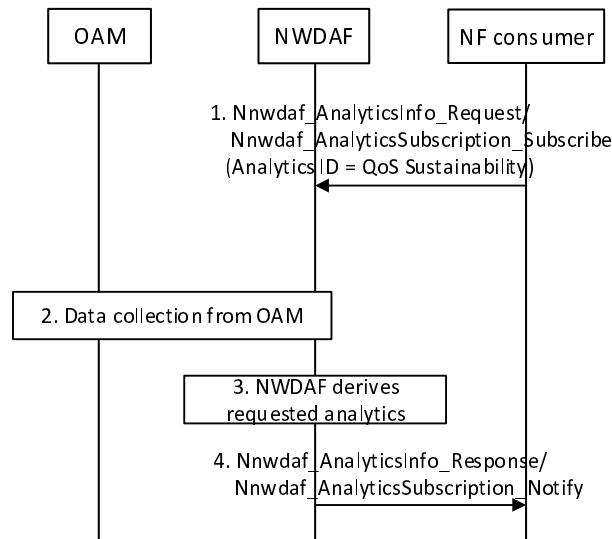 OAM
NWDAF
NF consumer
1. Nnwdaf_AnalyticsInfo_Request/
Nnwdaf_AnalyticsSubscription_Subscribe
(Analytics ID = QoS Sustainability)
2. Data collection from OAM
3. NWDAF derives
requested analytics
4. Nnwdaf_AnalyticsInfo_Response/
Nnwdaf_AnalyticsSubscription_Notify